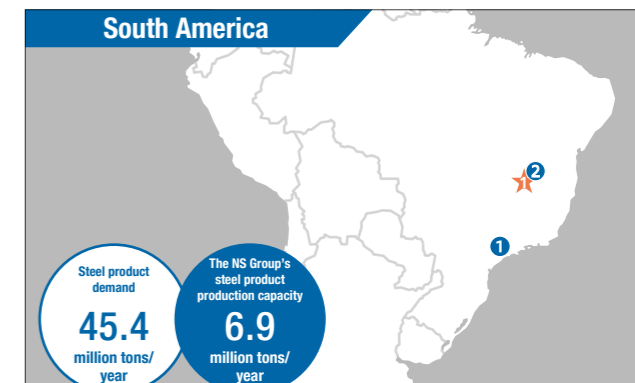 South America
2
1
1
Steel product
demand
45.4
million tons/
year
The NS Group's
steel product
production capacity
6.9
million tons/
year